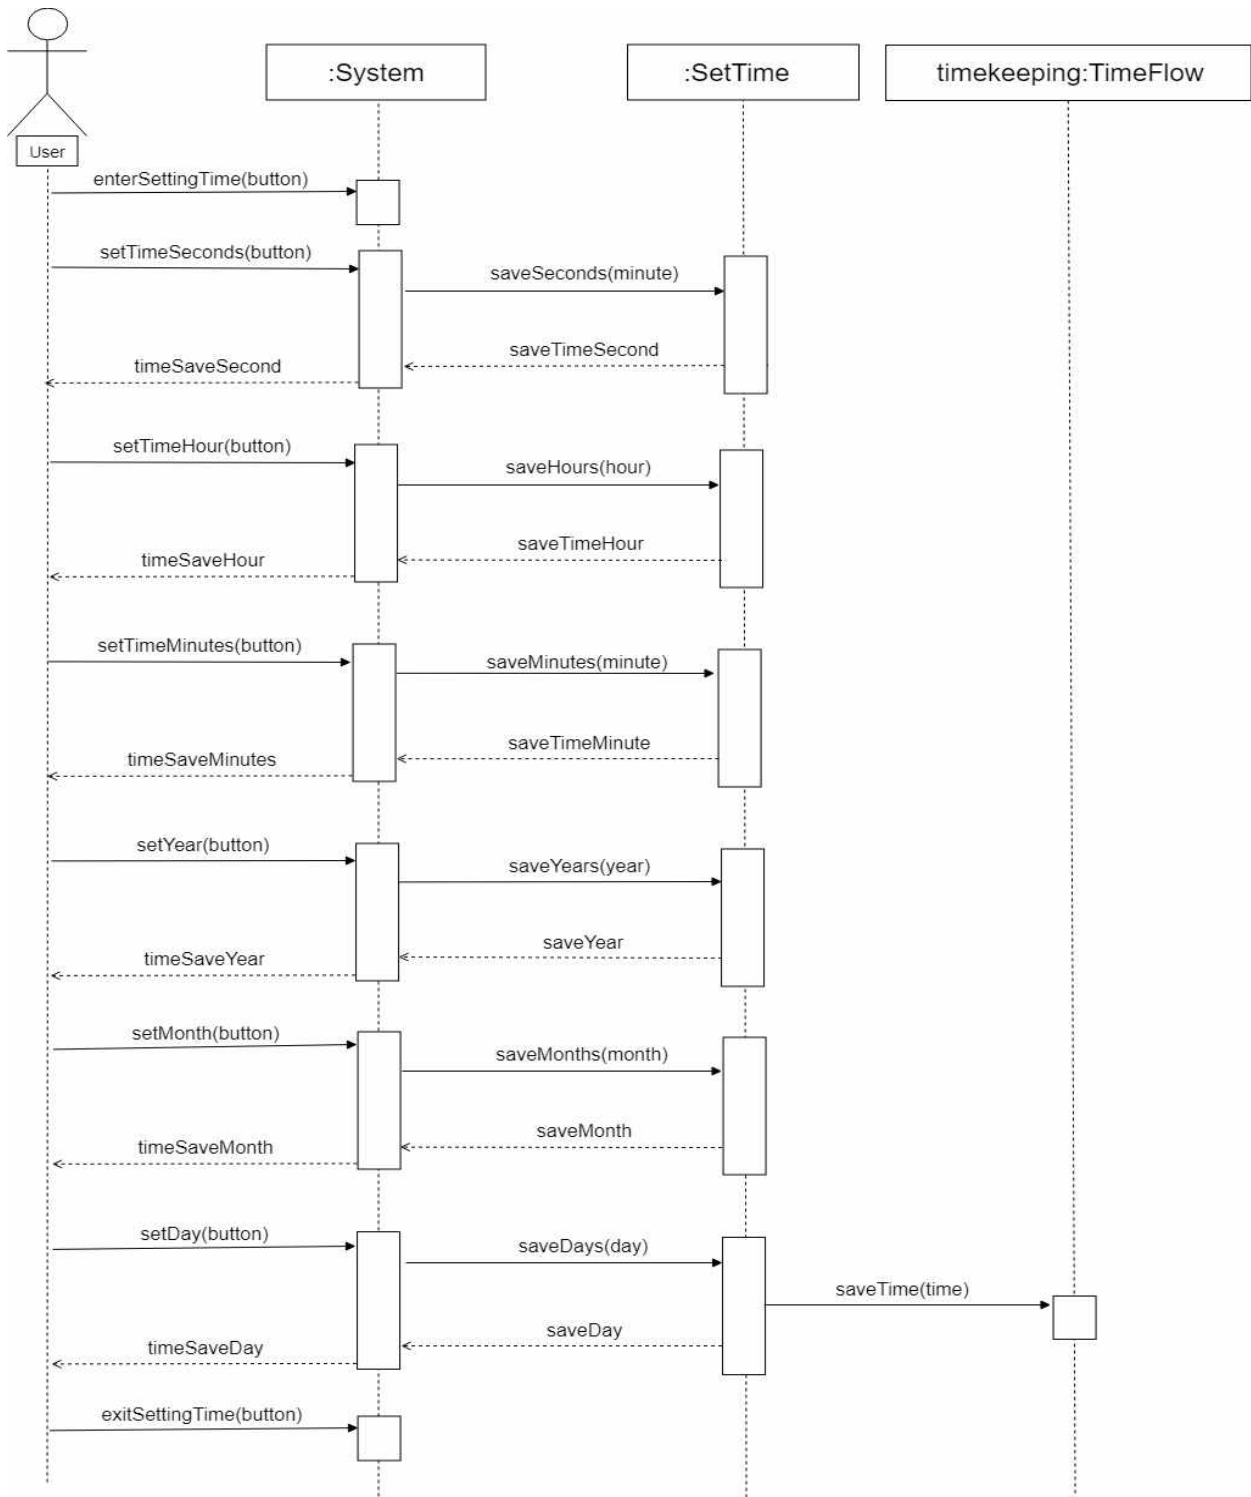 :System
:SetTime
timekeeping:TimeFlow
User
enterSettingTime(button)
setTimeSeconds(button)
saveSeconds(minute)
saveTimeSecond
timeSaveSecond
setTimeHour(button)
saveHours(hour)
saveTimeHour
timeSaveHour
setTimeMinutes(button)
saveMinutes(minute)
saveTimeMinute
timeSaveMinutes
setYear(button)
saveYears(year)
saveYear
timeSaveYear
setMonth(button)
saveMonths(month)
saveMonth
timeSaveMonth
setDay(button)
saveDays(day)
saveTime(time)
saveDay
timeSaveDay
exitSettingTime(button)